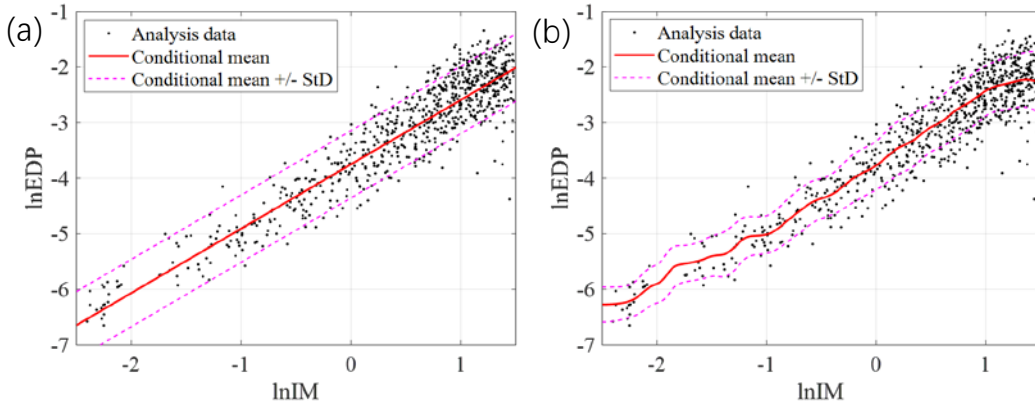 (a)
-1
-2
-3
-4
-5
-6
-7
lnEDP
Analysis data
Conditional mean
Conditional mean +/- StD
-2
-1
0
1
lnIM
(b)
-1
-2
-3
-4
-5
-6
-7
lnEDP
Analysis data
Conditional mean
Conditional mean +/- StD
-2
-1
0
1
lnIM